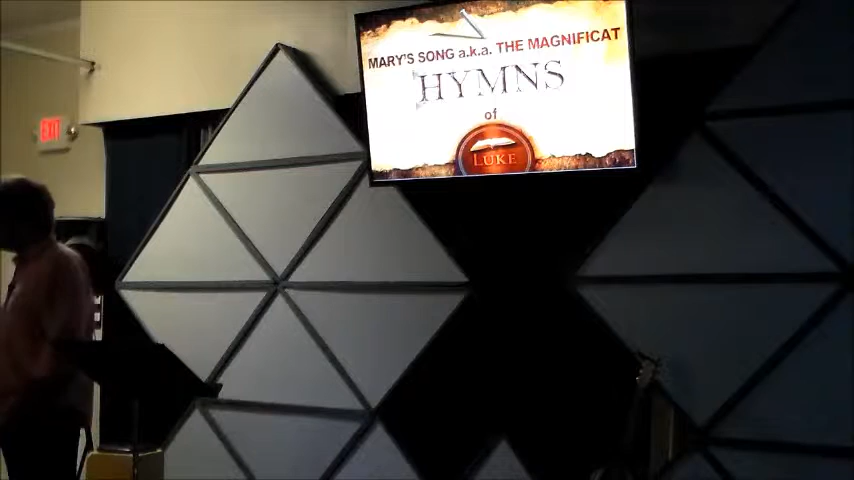 MARY'S SONG a.k.a. THE MAGNIFICAT
HYMNS
of
LUKE
EXIT